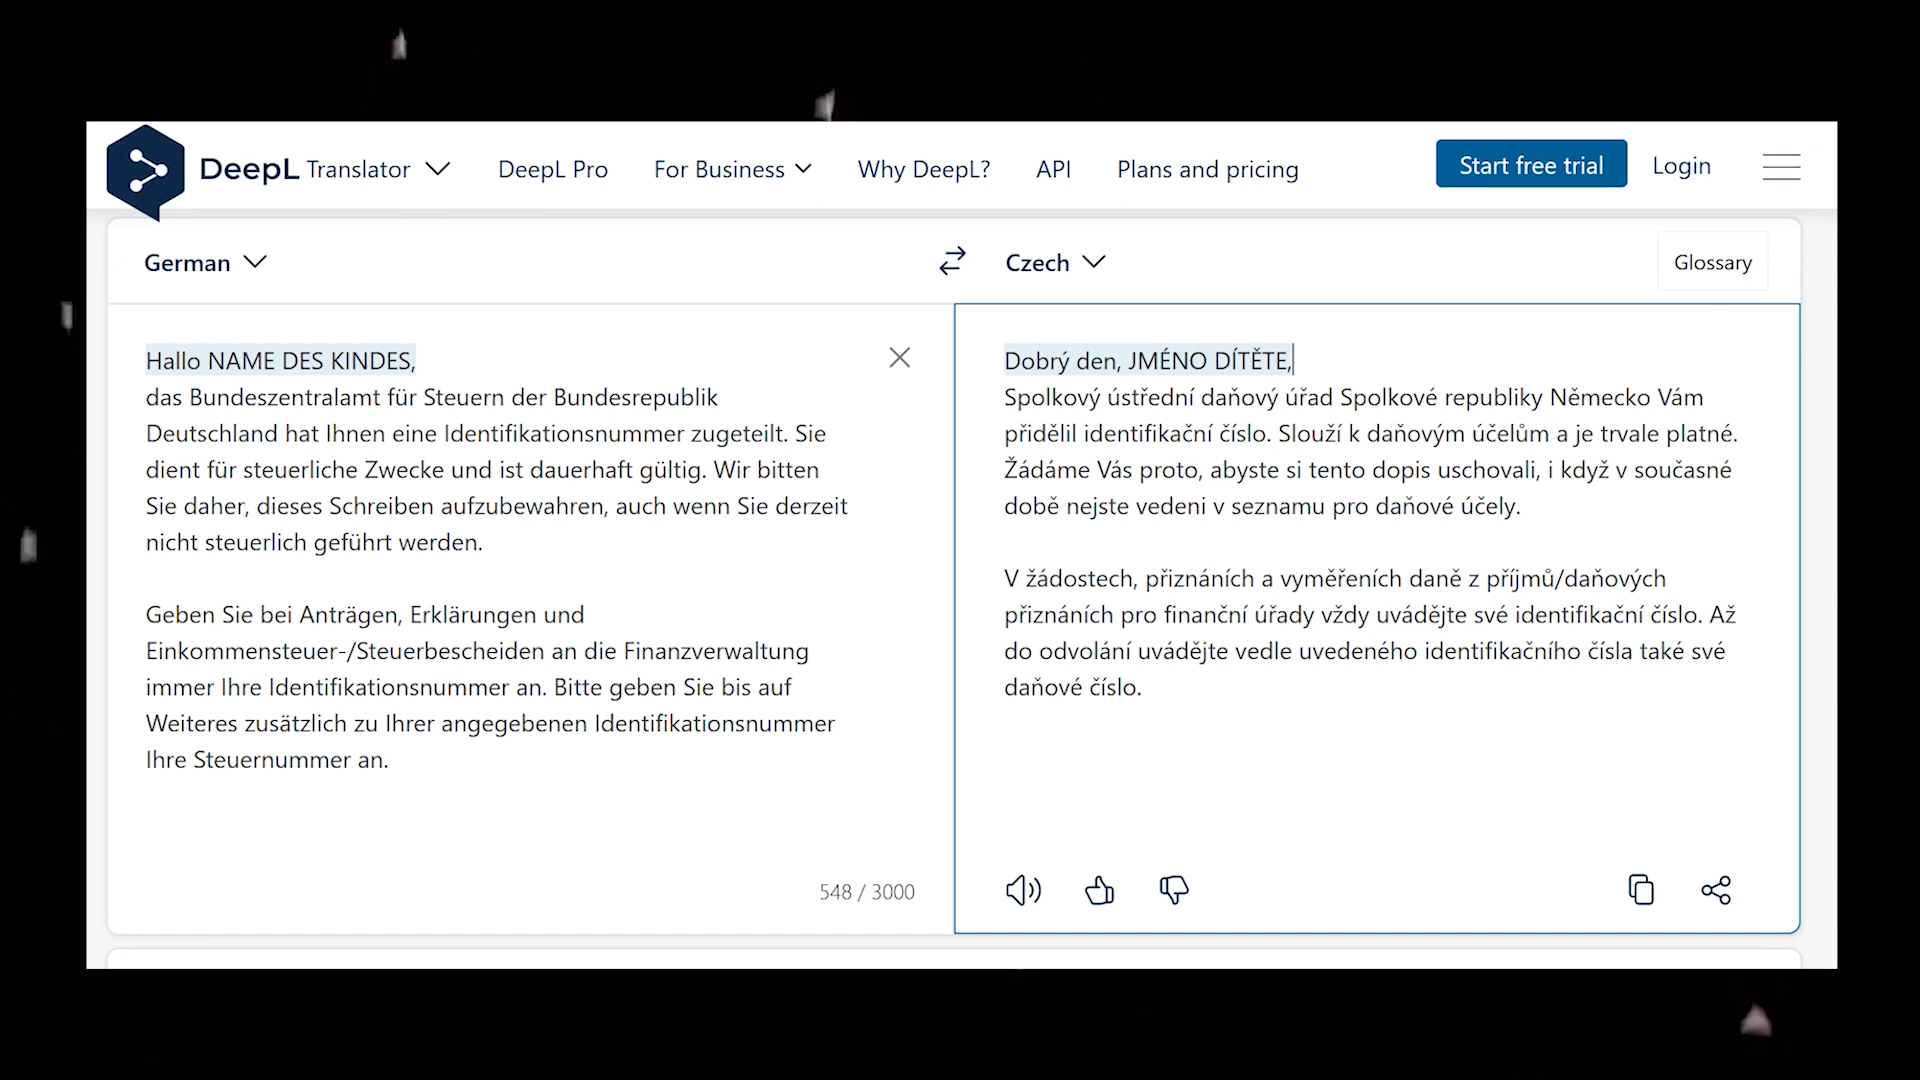 DeepL Translator DeepL Pro For Business Why DeepL? API Plans and pricing Start free trial Login
German
Czech
Glossary
Hallo NAME DES KINDES,
das Bundeszentralamt für Steuern der Bundesrepublik
Deutschland hat Ihnen eine Identifikationsnummer zugeteilt. Sie
dient für steuerliche Zwecke und ist dauerhaft gültig. Wir bitten
Sie daher, dieses Schreiben aufzubewahren, auch wenn Sie derzeit
nicht steuerlich geführt werden.
Geben Sie bei Anträgen, Erklärungen und
Einkommensteuer-/Steuerbescheiden an die Finanzverwaltung
immer Ihre Identifikationsnummer an. Bitte geben Sie bis auf
Weiteres zusätzlich zu Ihrer angegebenen Identifikationsnummer
Ihre Steuernummer an.
548 / 3000
Dobrý den, JMÉNO DÍTĚTE,
Spolkový ústřední daňový úřad Spolkové republiky Německo Vám
přidělil identifikační číslo. Slouží k daňovým účelům a je trvale platné.
Žádáme Vás proto, abyste si tento dopis uschovali, i když v současné
době nejste vedeni v seznamu pro daňové účely.
V žádostech, přiznáních a vyměřeních daně z příjmů/daňových
přiznáních pro finanční úřady vždy uvádějte své identifikační číslo. Až
do odvolání uvádějte vedle uvedeného identifikačního čísla také své
daňové číslo.